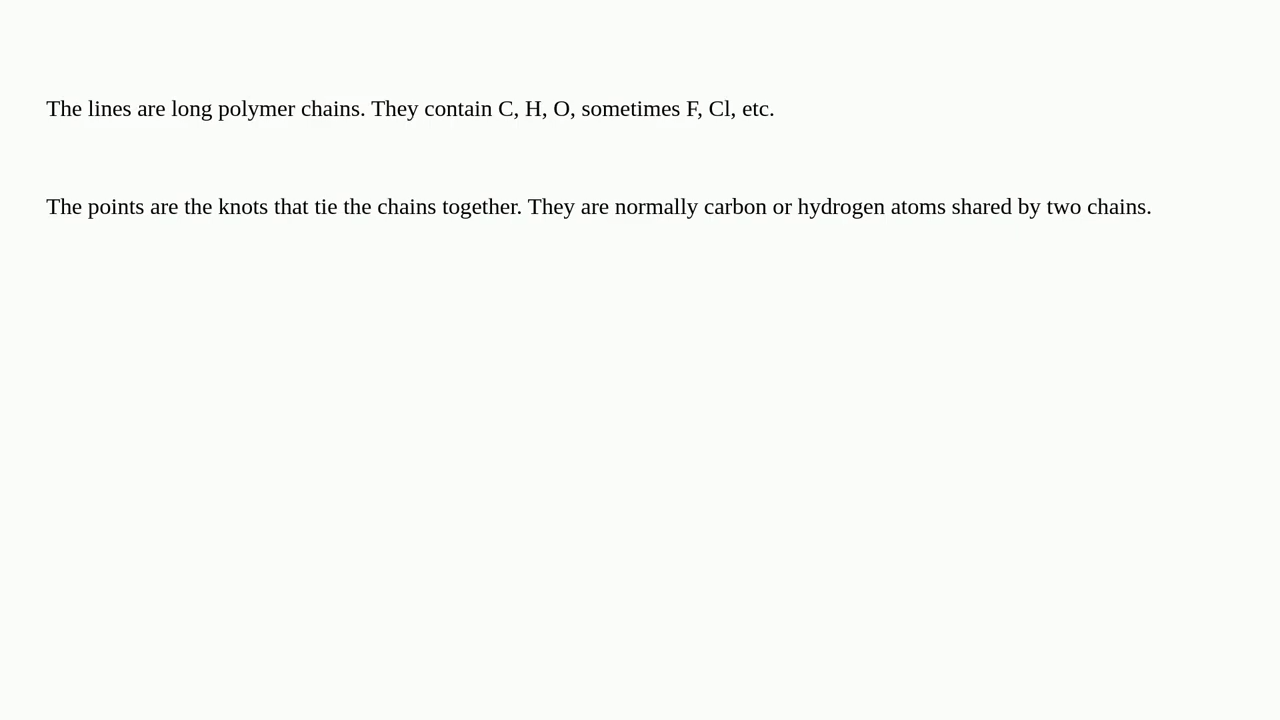 The lines are long polymer chains. They contain C, H, O, sometimes F, Cl, etc.
The points are the knots that tie the chains together. They are normally carbon or hydrogen atoms shared by two chains.